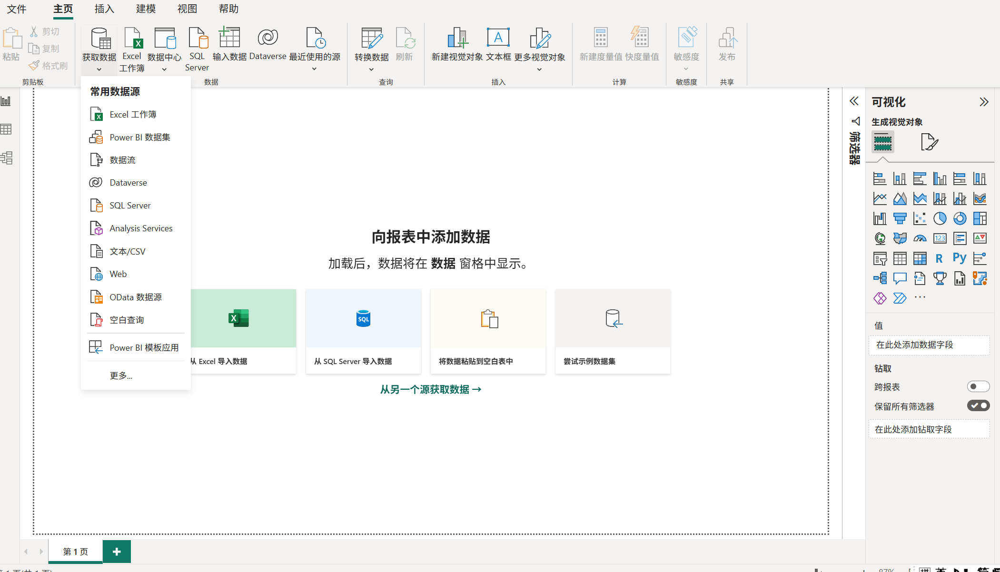 文件 主页 插入 建模 视图 帮助
粘贴
剪切
复制
格式刷
剪贴板
获取数据
Excel
工作簿
数据中心
SQL
Server
输入数据
Dataverse
最近使用的源
数据
转换数据
刷新
查询
新建视觉对象
文本框
更多视觉对象
插入
新建度量值
快度量值
计算
敏感度
敏感度
发布
共享
常用数据源
Excel 工作簿
Power BI 数据集
数据流
Dataverse
SQL Server
Analysis Services
文本/CSV
Web
OData 数据源
空白查询
Power BI 模板应用
更多...
向报表中添加数据
加载后，数据将在 数据 窗格中显示。
从 Excel 导入数据
SQL
从 SQL Server 导入数据
将数据粘贴到空白表中
尝试示例数据集
从另一个源获取数据 →
筛选器
可视化
生成视觉对象
123
R
Py
值
在此处添加数据字段
钻取
跨报表
保留所有筛选器
在此处添加钻取字段
第 1 页